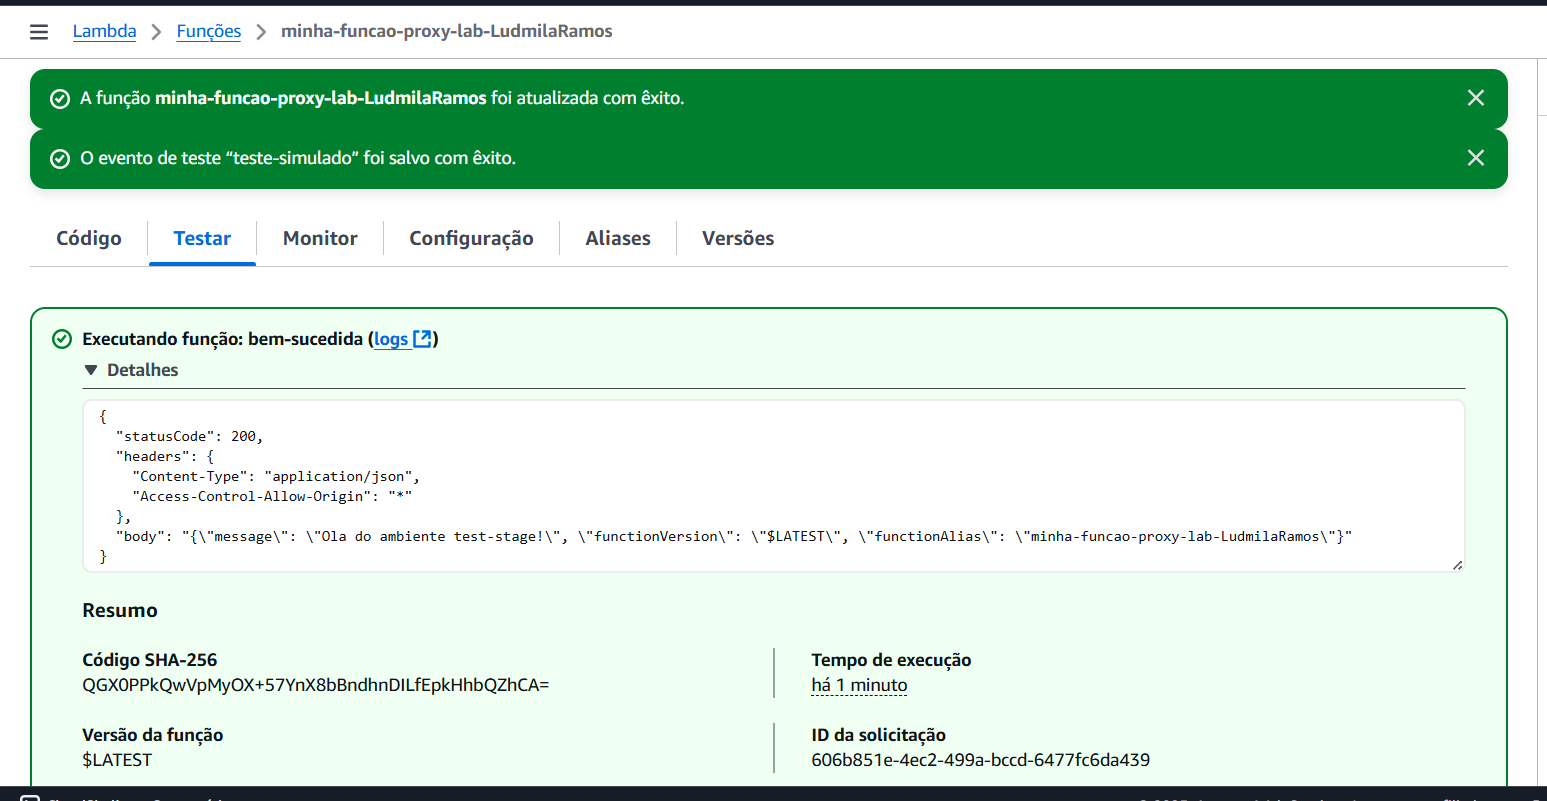 Lambda > Funções > minha-funcao-proxy-lab-LudmilaRamos
A função minha-funcao-proxy-lab-LudmilaRamos foi atualizada com êxito.
O evento de teste “teste-simulado” foi salvo com êxito.
Código Testar Monitor Configuração Aliases Versões
Executando função: bem-sucedida (logs)
Detalhes
{
"statusCode": 200,
"headers": {
"Content-Type": "application/json",
"Access-Control-Allow-Origin": "*"
},
"body": "{\"message\": \"Ola do ambiente test-stage!\", \"functionVersion\": \"$LATEST\", \"functionAlias\": \"minha-funcao-proxy-lab-LudmilaRamos\"}"
}
Resumo
Código SHA-256
QGX0PPkQwVpMyOX+57YnX8bBndhnDILfEpkHhbQZhCA=
Tempo de execução
há 1 minuto
Versão da função
$LATEST
ID da solicitação
606b851e-4ec2-499a-bccd-6477fc6da439